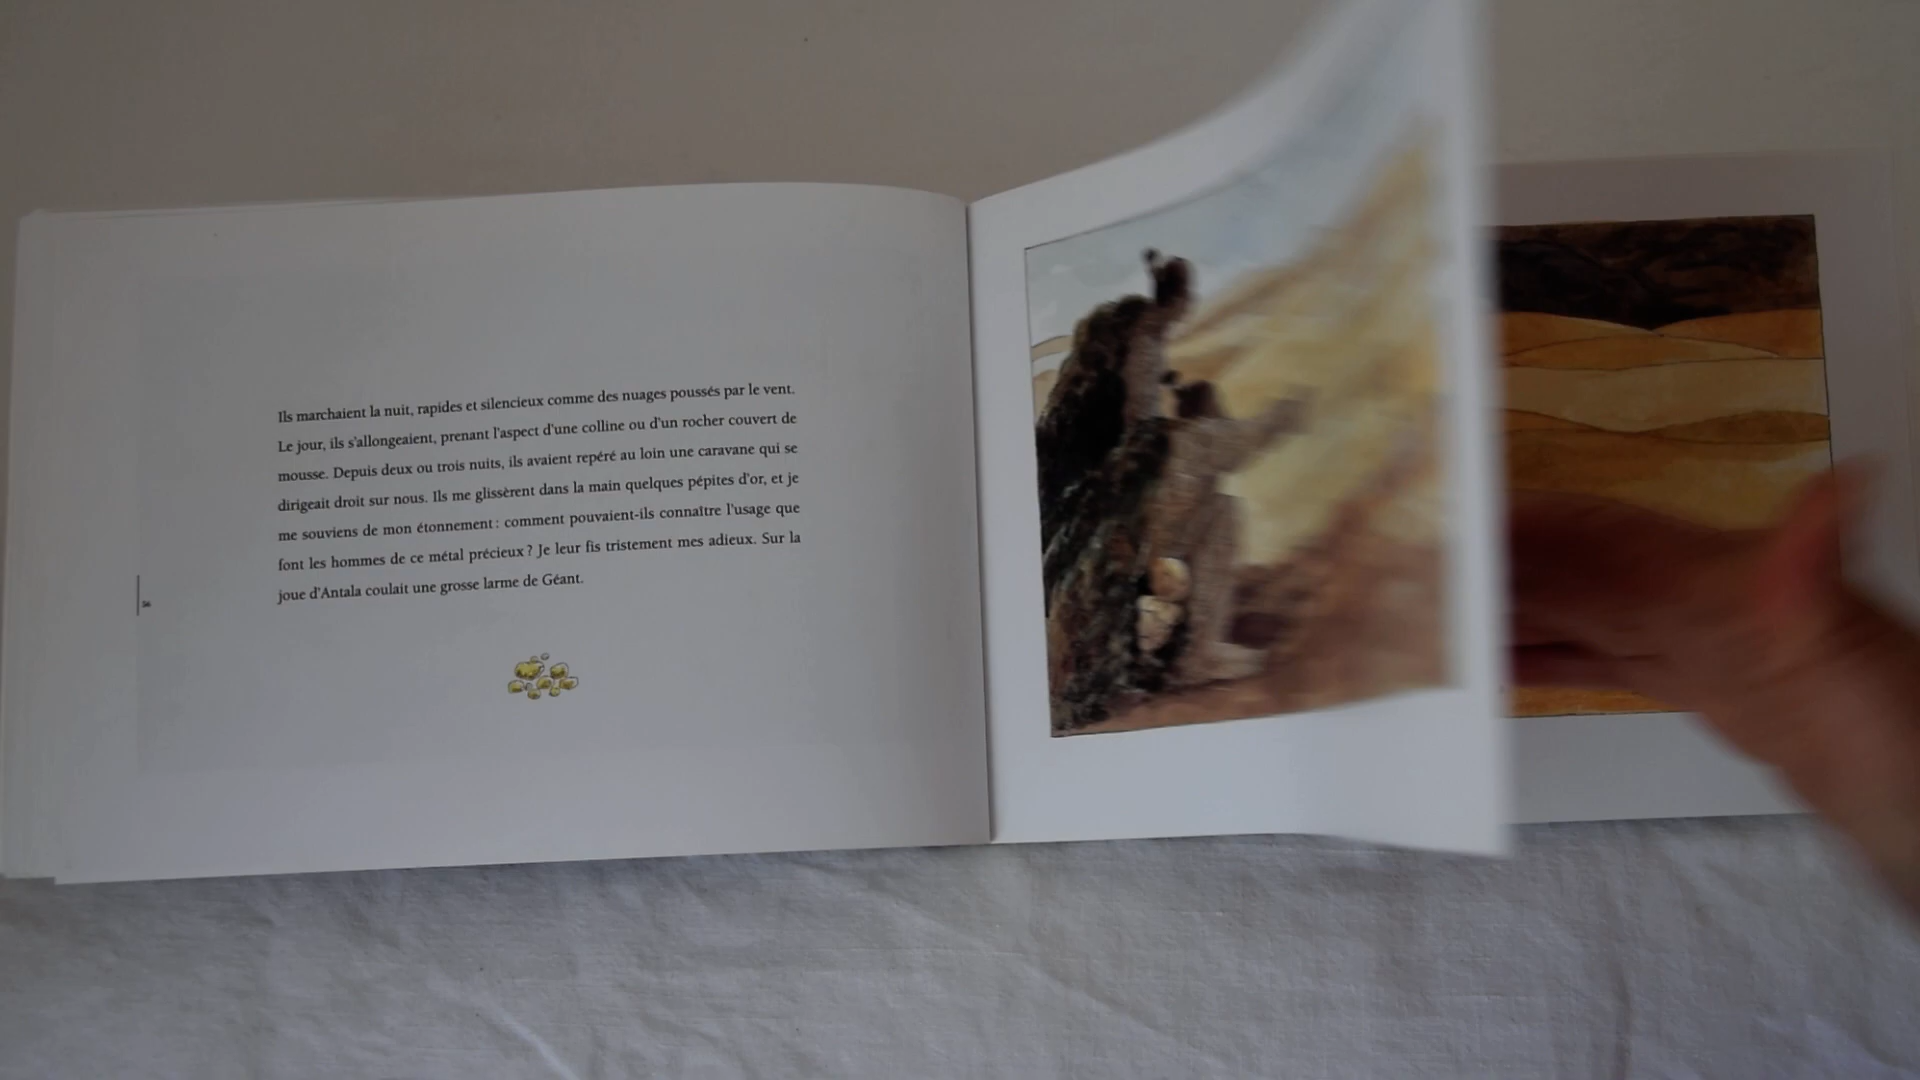 Ils marchaient la nuit, rapides et silencieux comme des nuages poussés par le vent.
Le jour, ils s'allongeaient, prenant l'aspect d'une colline ou d'un rocher couvert de
mousse. Depuis deux ou trois nuits, ils avaient repéré au loin une caravane qui se
dirigeait droit sur nous. Ils me glissèrent dans la main quelques pépites d'or, et je
me souviens de mon étonnement : comment pouvaient-ils connaître l'usage que
font les hommes de ce métal précieux ? Je leur fis tristement mes adieux. Sur la
joue d'Antala coulait une grosse larme de Géant.